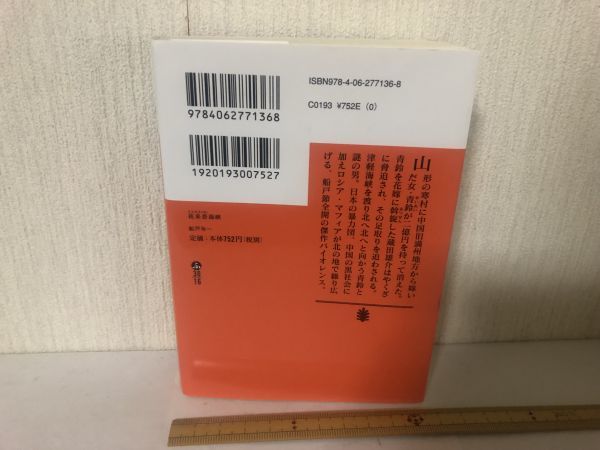 ISBN978-4-06-277136-8
C0193 ¥752E (0)
9784062771368
1920193007527
山形の寒村に中国旧満州地方から嫁い
だ女・青鈴が二億円を持って消えた。
青鈴を花嫁に斡旋した蔵田雄介はやくざ
に脅迫され、その足取りを追わされる。
津軽海峡を渡り北へ北へと向かう青鈴と
謎の男。日本の暴力団、中国の黒社会に
加えロシア・マフィアが北の地で繰り広
げる、船戸節全開の傑作バイオレンス。
船戸与一
定価:本体752円(税別)
16